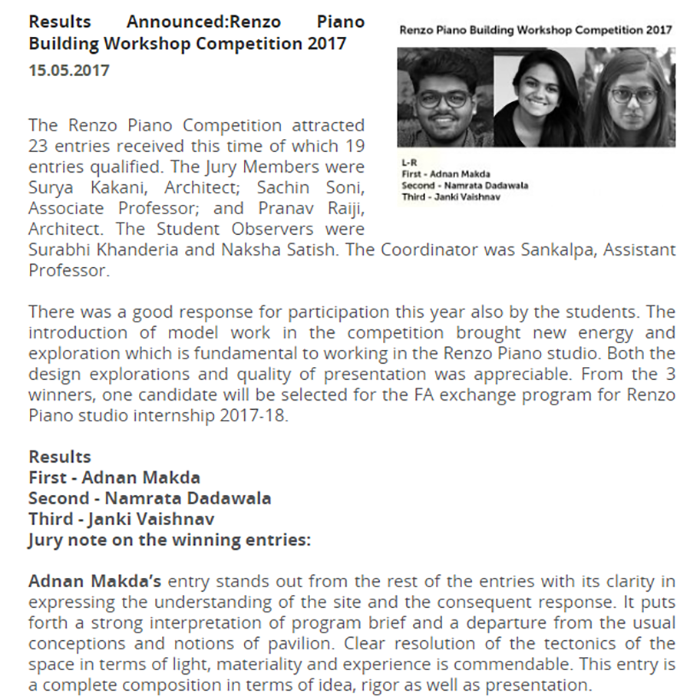 Results Announced:Renzo Piano
Building Workshop Competition 2017
15.05.2017
Renzo Piano Building Workshop Competition 2017
L-R
First - Adnan Makda
Second - Namrata Dadawala
Third - Janki Vaishnav
The Renzo Piano Competition attracted
23 entries received this time of which 19
entries qualified. The Jury Members were
Surya Kakani, Architect; Sachin Soni,
Associate Professor; and Pranav Raiji,
Architect. The Student Observers were
Surabhi Khanderia and Naksha Satish. The Coordinator was Sankalpa, Assistant
Professor.
There was a good response for participation this year also by the students. The
introduction of model work in the competition brought new energy and
exploration which is fundamental to working in the Renzo Piano studio. Both the
design explorations and quality of presentation was appreciable. From the 3
winners, one candidate will be selected for the FA exchange program for Renzo
Piano studio internship 2017-18.
Results
First - Adnan Makda
Second - Namrata Dadawala
Third - Janki Vaishnav
Jury note on the winning entries:
Adnan Makda's entry stands out from the rest of the entries with its clarity in
expressing the understanding of the site and the consequent response. It puts
forth a strong interpretation of program brief and a departure from the usual
conceptions and notions of pavilion. Clear resolution of the tectonics of the
space in terms of light, materiality and experience is commendable. This entry is
a complete composition in terms of idea, rigor as well as presentation.